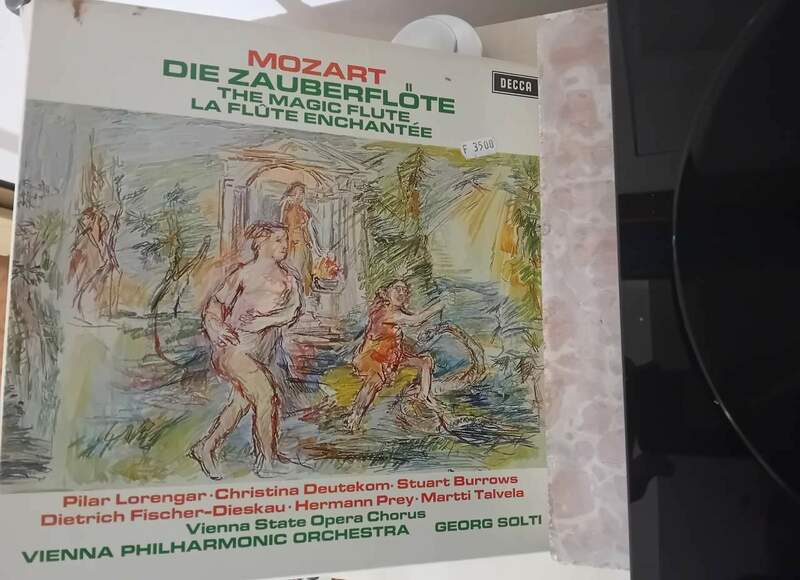 MOZART
DIE ZAUBERFLÖTE
THE MAGIC FLUTE
LA FLÛTE ENCHANTÉE
DECCA
F 3500
Pilar Lorengar · Christina Deutekom · Stuart Burrows
Dietrich Fischer-Dieskau · Hermann Prey · Martti Talvela
Vienna State Opera Chorus
VIENNA PHILHARMONIC ORCHESTRA GEORG SOLTI